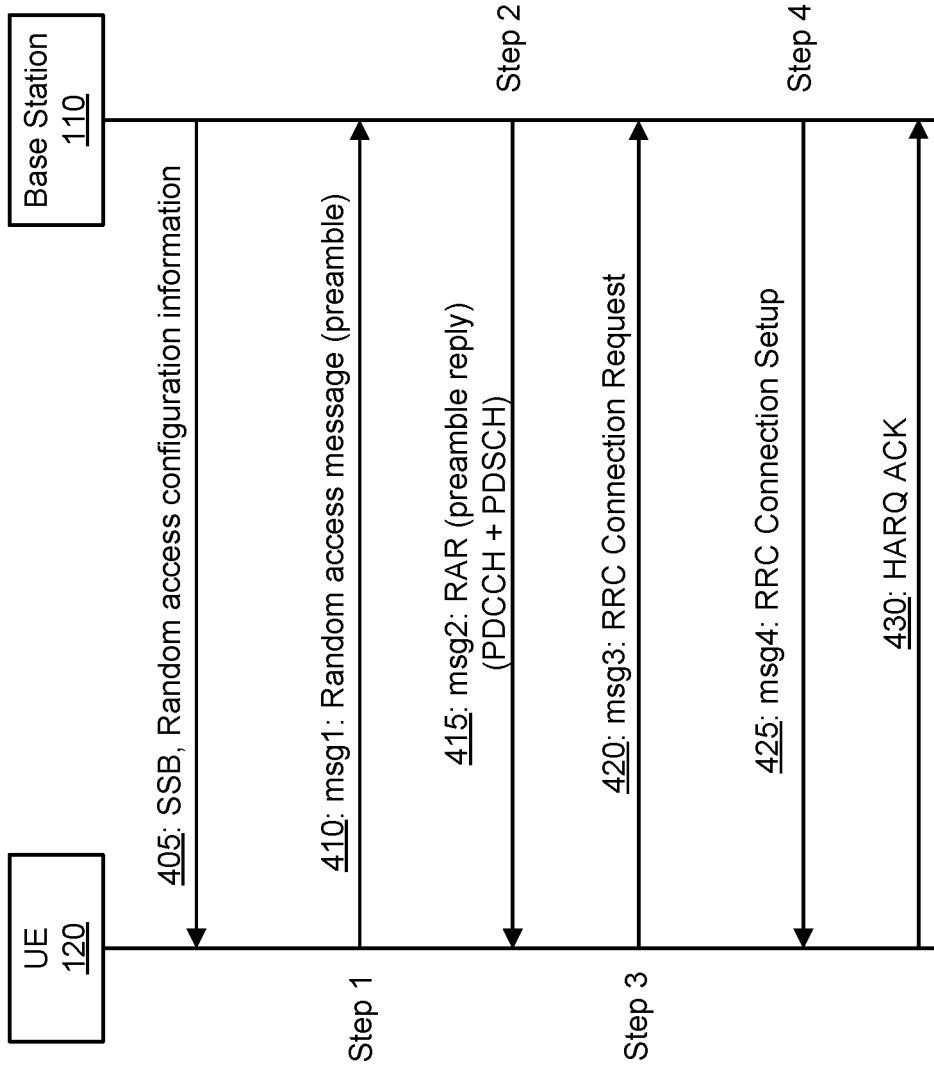 UE
120
Base Station
110
405: SSB, Random access configuration information
Step 1
410: msg1: Random access message (preamble)
415: msg2: RAR (preamble reply)
(PDCCH + PDSCH)
Step 2
Step 3
420: msg3: RRC Connection Request
425: msg4: RRC Connection Setup
Step 4
430: HARQ ACK